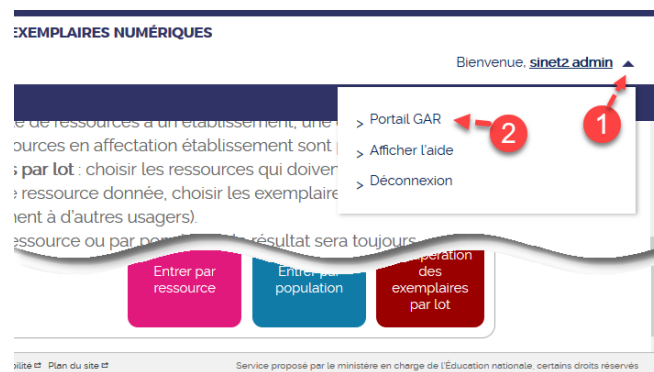 EXEMPLAIRES NUMÉRIQUES
Bienvenue, sinet2 admin
1
de ressources à un établissement, une
> Portail GAR
2
ources en affectation établissement sont
> Afficher l'aide
par lot : choisir les ressources qui doiven
ressource donnée, choisir les exemplaire
> Déconnexion
ment à d'autres usagers).
essource ou par résultat sera toujours
Entrer par
ressource
Entrer par
population
des
exemplaires
par lot
bilité Plan du site
Service proposé par le ministère en charge de l'Éducation nationale, certains droits réservés